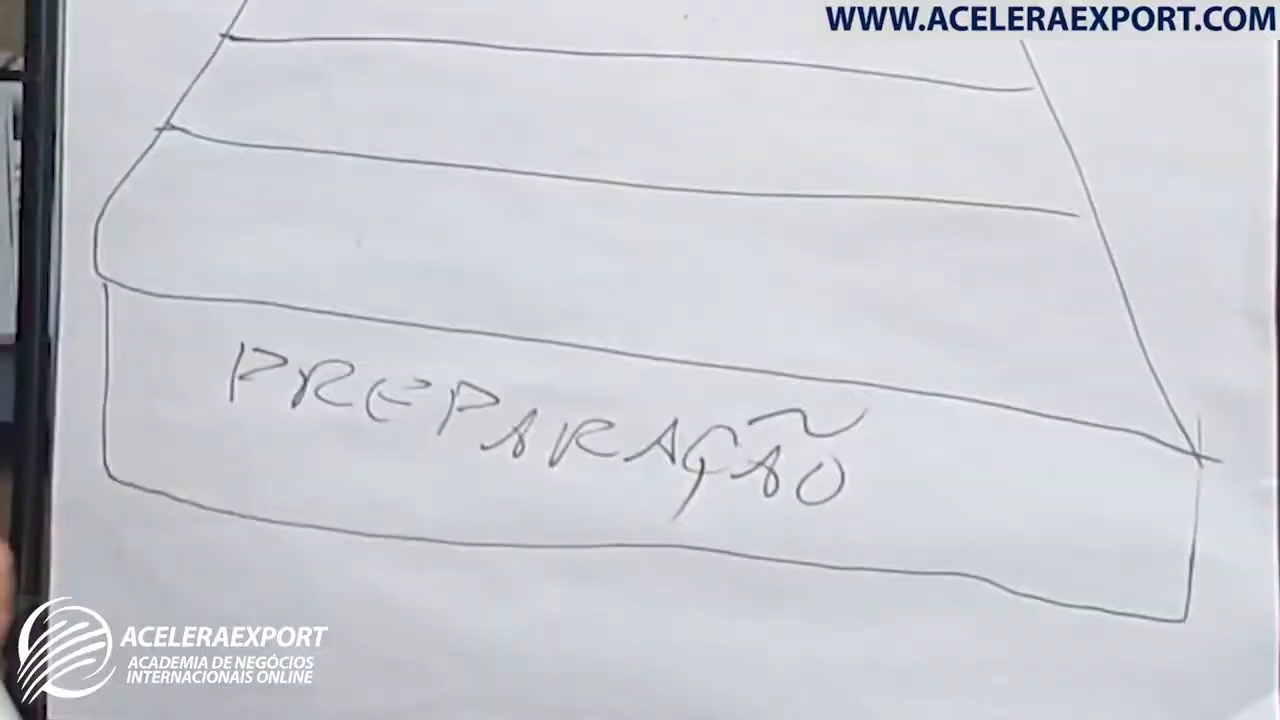 WWW.ACELERAEXPORT.COM
PREPARAÇÃO
ACELERAEXPORT
ACADEMIA DE NEGÓCIOS
INTERNACIONAIS ONLINE